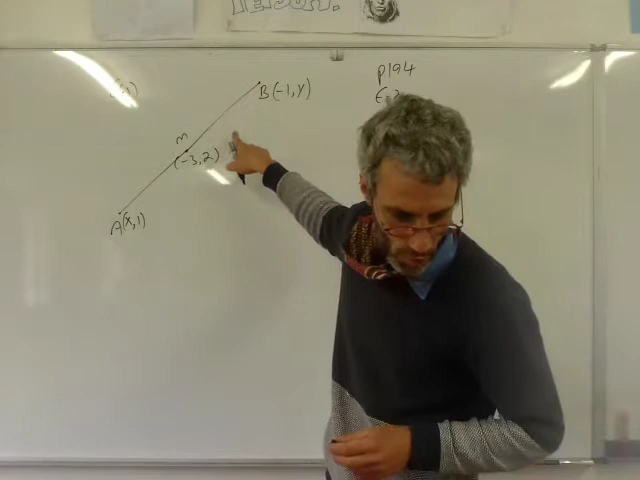 p194
B(-1, y)
M
(-3, 2)
A(x, 1)